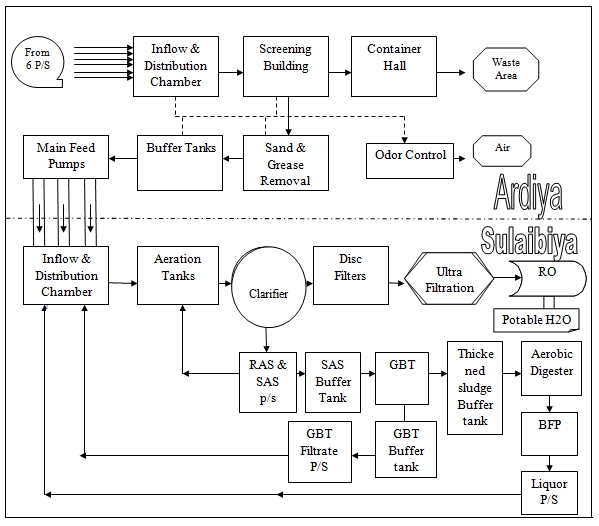 From
6 P/S
Inflow &
Distribution
Chamber
Screening
Building
Container
Hall
Waste
Area
Main Feed
Pumps
Buffer Tanks
Sand &
Grease
Removal
Odor Control
Air
Ardiya
Sulaibiya
Inflow &
Distribution
Chamber
Aeration
Tanks
Clarifier
Disc
Filters
Ultra
Filtration
RO
Potable H2O
RAS &
SAS
p/s
SAS
Buffer
Tank
GBT
Thicke
ned
sludge
Buffer
tank
Aerobic
Digester
GBT
Filtrate
P/S
GBT
Buffer
tank
BFP
Liquor
P/S